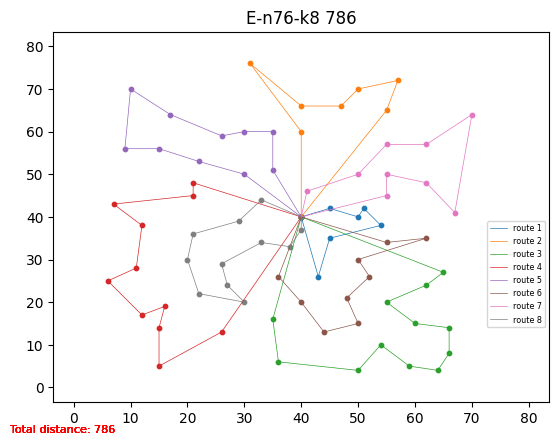 E-n76-k8 786
80
70
60
50
40
30
20
10
0
route 1
route 2
route 3
route 4
route 5
route 6
route 7
route 8
0 10 20 30 40 50 60 70 80
Total distance: 786